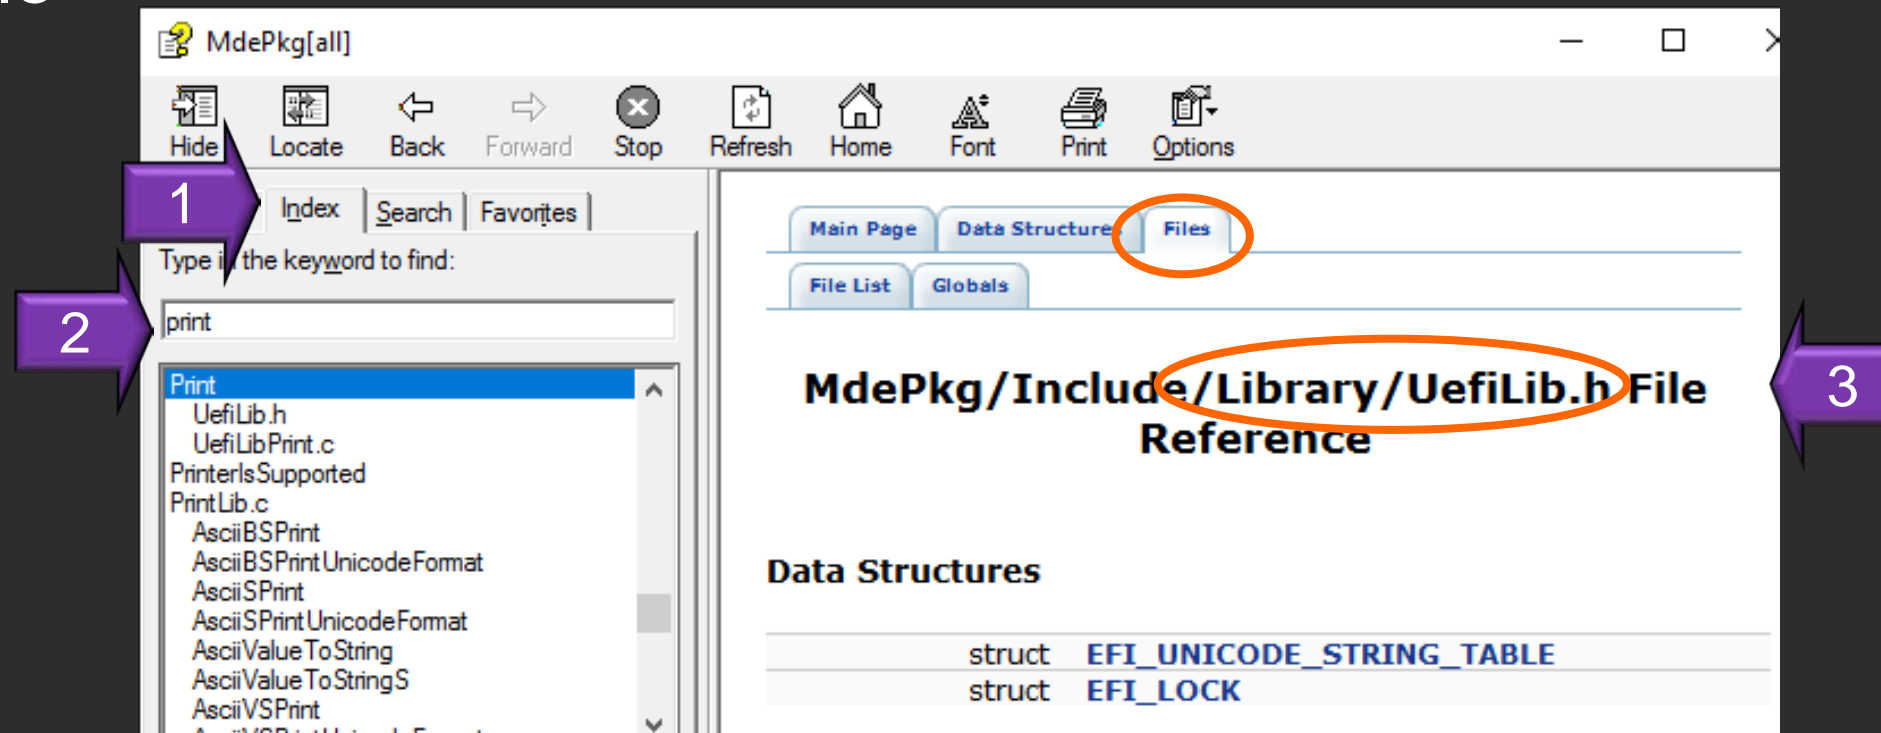 MdePkg[all]
Hide Locate Back Forward Stop Refresh Home Font Print Options
1
Index Search Favorites
Type in the keyword to find:
2
print
Print
UefiLib.h
UefiLibPrint.c
PrinterIsSupported
PrintLib.c
AsciiBSPrint
AsciiBSPrintUnicodeFormat
AsciiSPrint
AsciiSPrintUnicodeFormat
AsciiValueToString
AsciiValueToStringS
AsciiVSPrint
Main Page Data Structures Files
File List Globals
MdePkg/Include/Library/UefiLib.h File
Reference
3
Data Structures
struct EFI_UNICODE_STRING_TABLE
struct EFI_LOCK